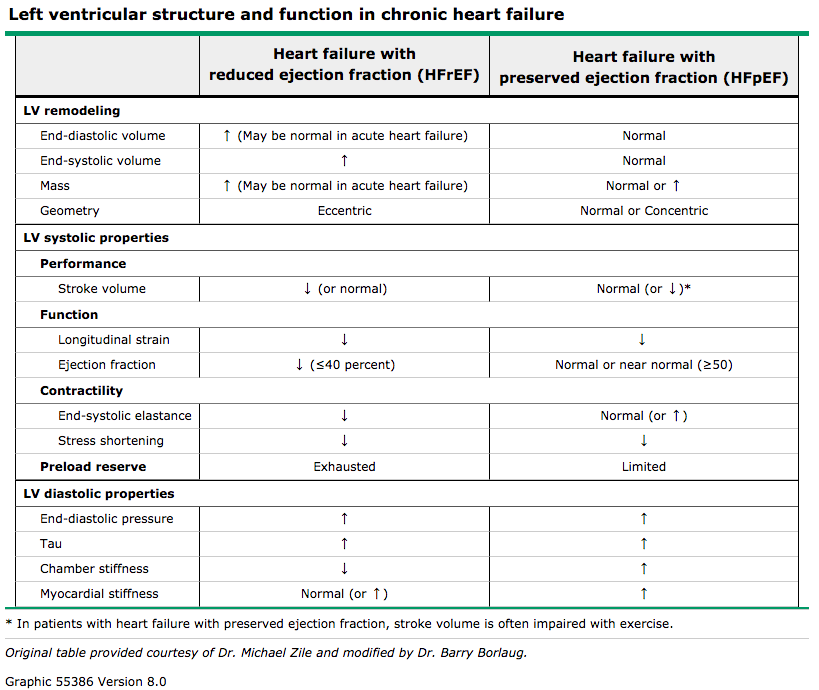 Left ventricular structure and function in chronic heart failure
Heart failure with reduced ejection fraction (HFrEF) Heart failure with preserved ejection fraction (HFpEF)
LV remodeling
End-diastolic volume ↑ (May be normal in acute heart failure) Normal
End-systolic volume ↑ Normal
Mass ↑ (May be normal in acute heart failure) Normal or ↑
Geometry Eccentric Normal or Concentric
LV systolic properties
Performance
Stroke volume ↓ (or normal) Normal (or ↓)*
Function
Longitudinal strain ↓ ↓
Ejection fraction ↓ (≤40 percent) Normal or near normal (≥50)
Contractility
End-systolic elastance ↓ Normal (or ↑)
Stress shortening ↓ ↓
Preload reserve Exhausted Limited
LV diastolic properties
End-diastolic pressure ↑ ↑
Tau ↑ ↑
Chamber stiffness ↓ ↑
Myocardial stiffness Normal (or ↑) ↑
* In patients with heart failure with preserved ejection fraction, stroke volume is often impaired with exercise.
Original table provided courtesy of Dr. Michael Zile and modified by Dr. Barry Borlaug.
Graphic 55386 Version 8.0